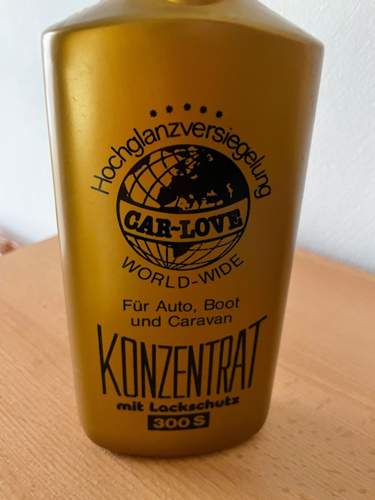 Hochglanzversiegelung
CAR~LOVE
WORLD-WIDE
Für Auto, Boot
und Caravan
KONZENTRAT
mit Lackschutz
300 S